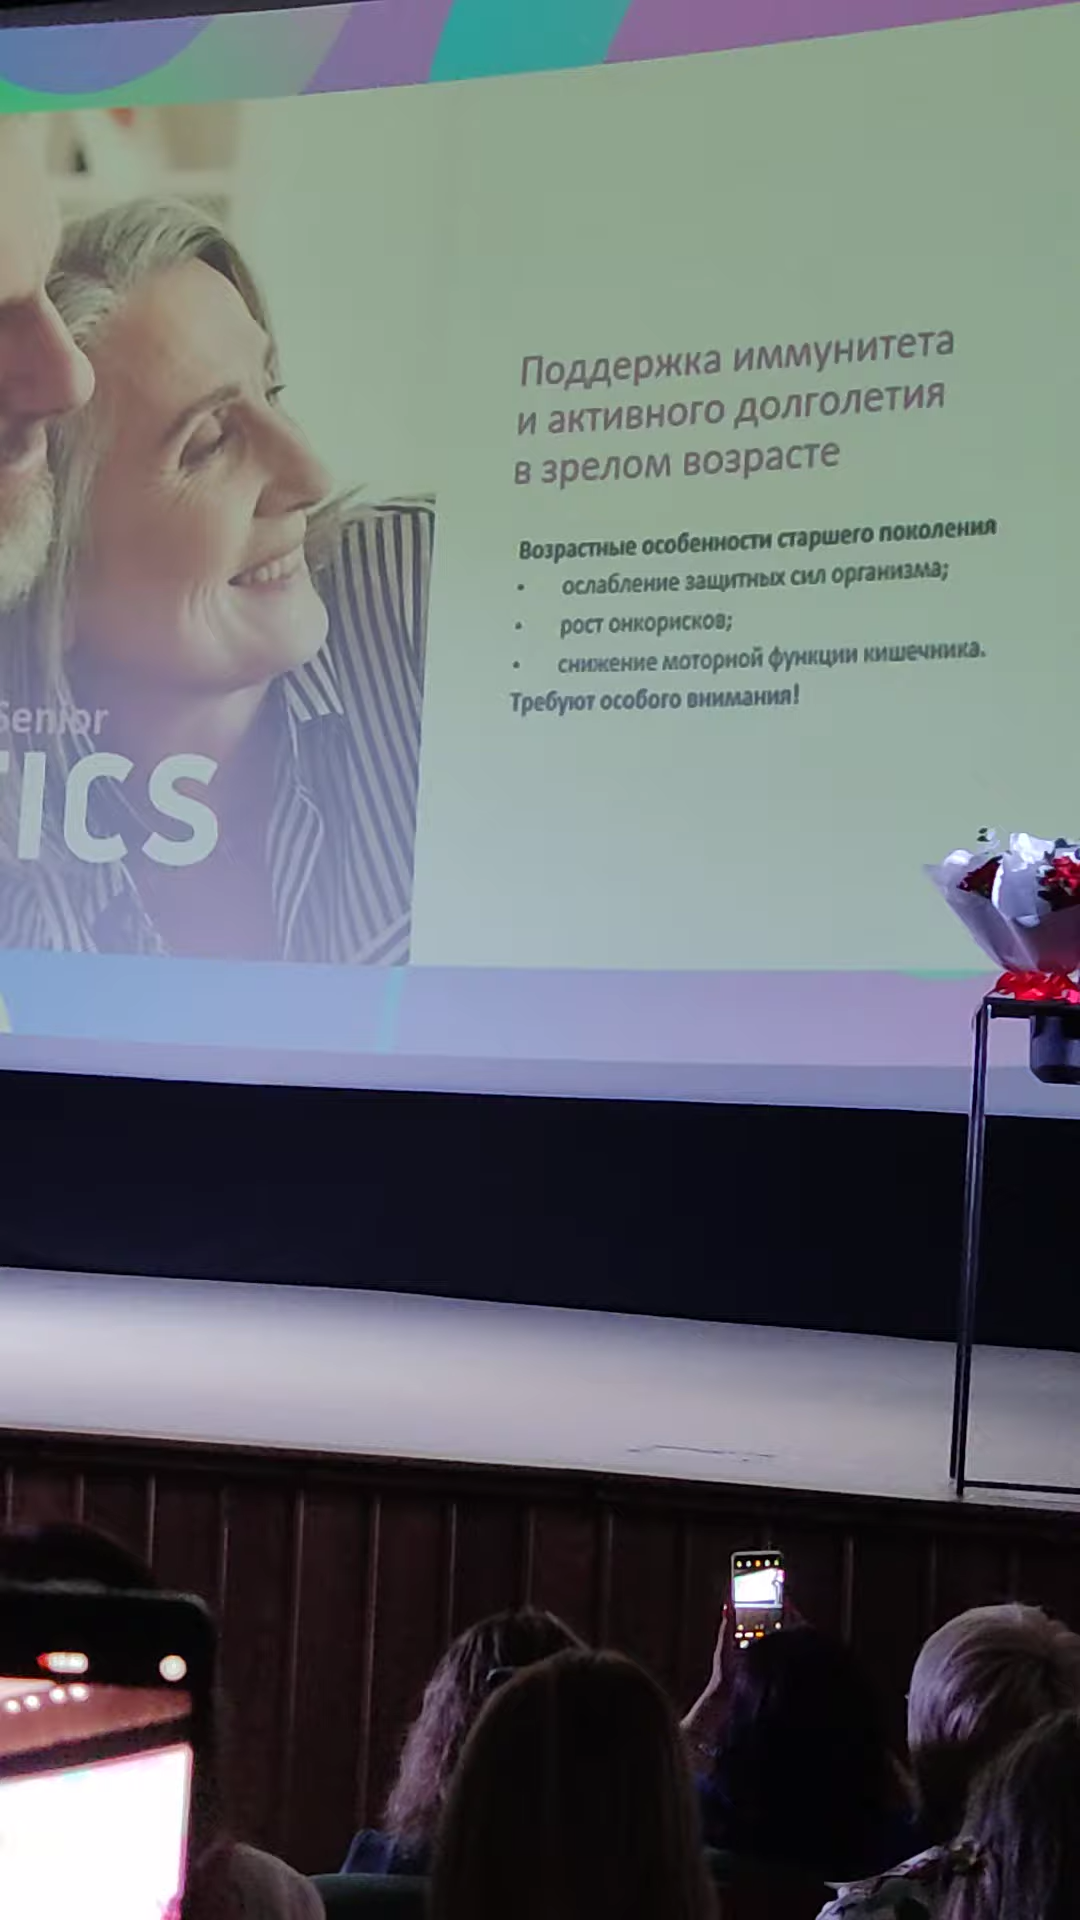 Поддержка иммунитета
и активного долголетия
в зрелом возрасте
Возрастные особенности старшего поколения
• ослабление защитных сил организма;
• рост онкорисков;
• снижение моторной функции кишечника.
Требуют особого внимания!
Senior
TICS